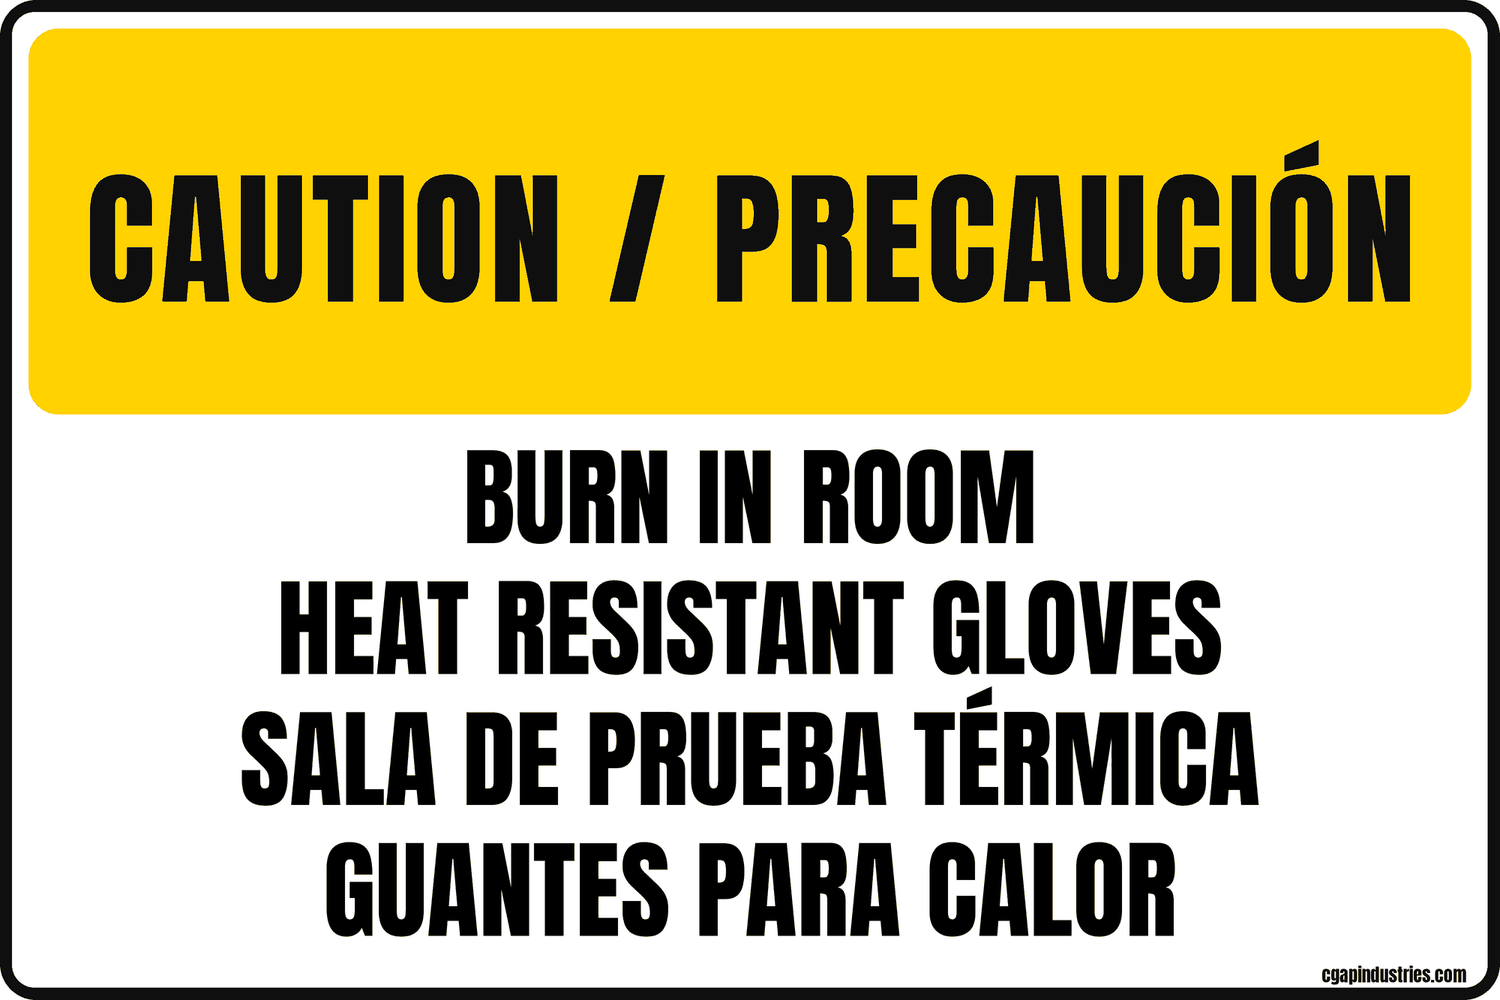 CAUTION / PRECAUCIÓN
BURN IN ROOM
HEAT RESISTANT GLOVES
SALA DE PRUEBA TÉRMICA
GUANTES PARA CALOR
cgapindustries.com